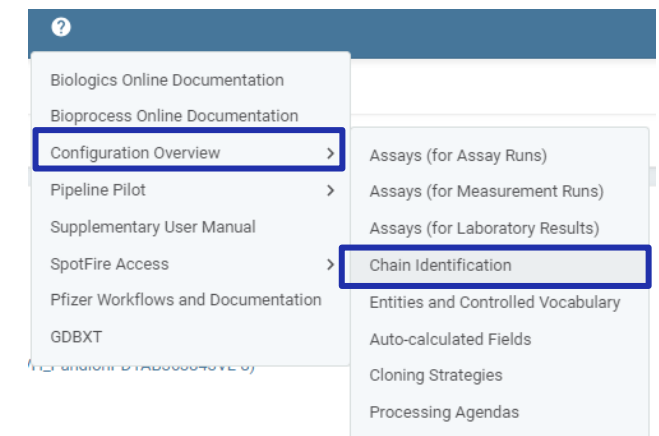 ?
Biologics Online Documentation
Bioprocess Online Documentation
Configuration Overview >
Assays (for Assay Runs)
Pipeline Pilot >
Assays (for Measurement Runs)
Supplementary User Manual
Assays (for Laboratory Results)
SpotFire Access >
Chain Identification
Pfizer Workflows and Documentation
Entities and Controlled Vocabulary
GDBXT
Auto-calculated Fields
Cloning Strategies
Processing Agendas